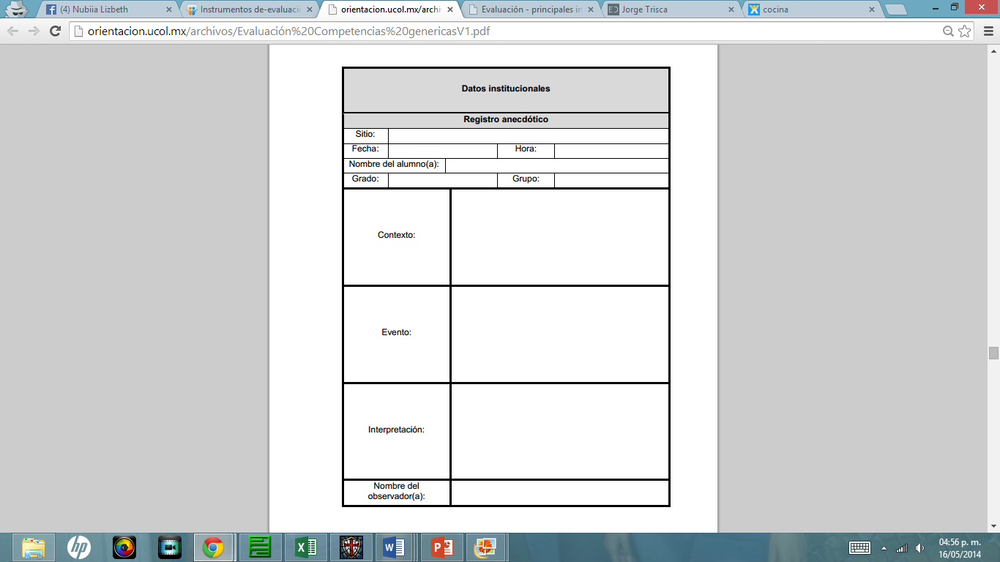 (4) Nubiia Lizbeth
Instrumentos de-evaluaci
orientacion.ucol.mx/archi
Evaluación - principales in
Jorge Trisca
cocina
orientacion.ucol.mx/archivos/Evaluación%20Competencias%20genericasV1.pdf
Datos institucionales
Registro anecdótico
Sitio:
Fecha: Hora:
Nombre del alumno(a):
Grado: Grupo:
Contexto:
Evento:
Interpretación:
Nombre del
observador(a):
04:56 p. m.
16/05/2014